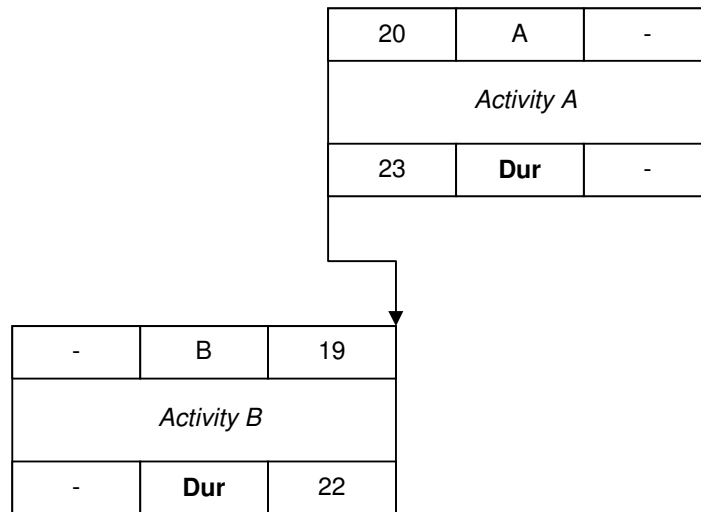 20 A -
Activity A
23 Dur -
- B 19
Activity B
- Dur 22